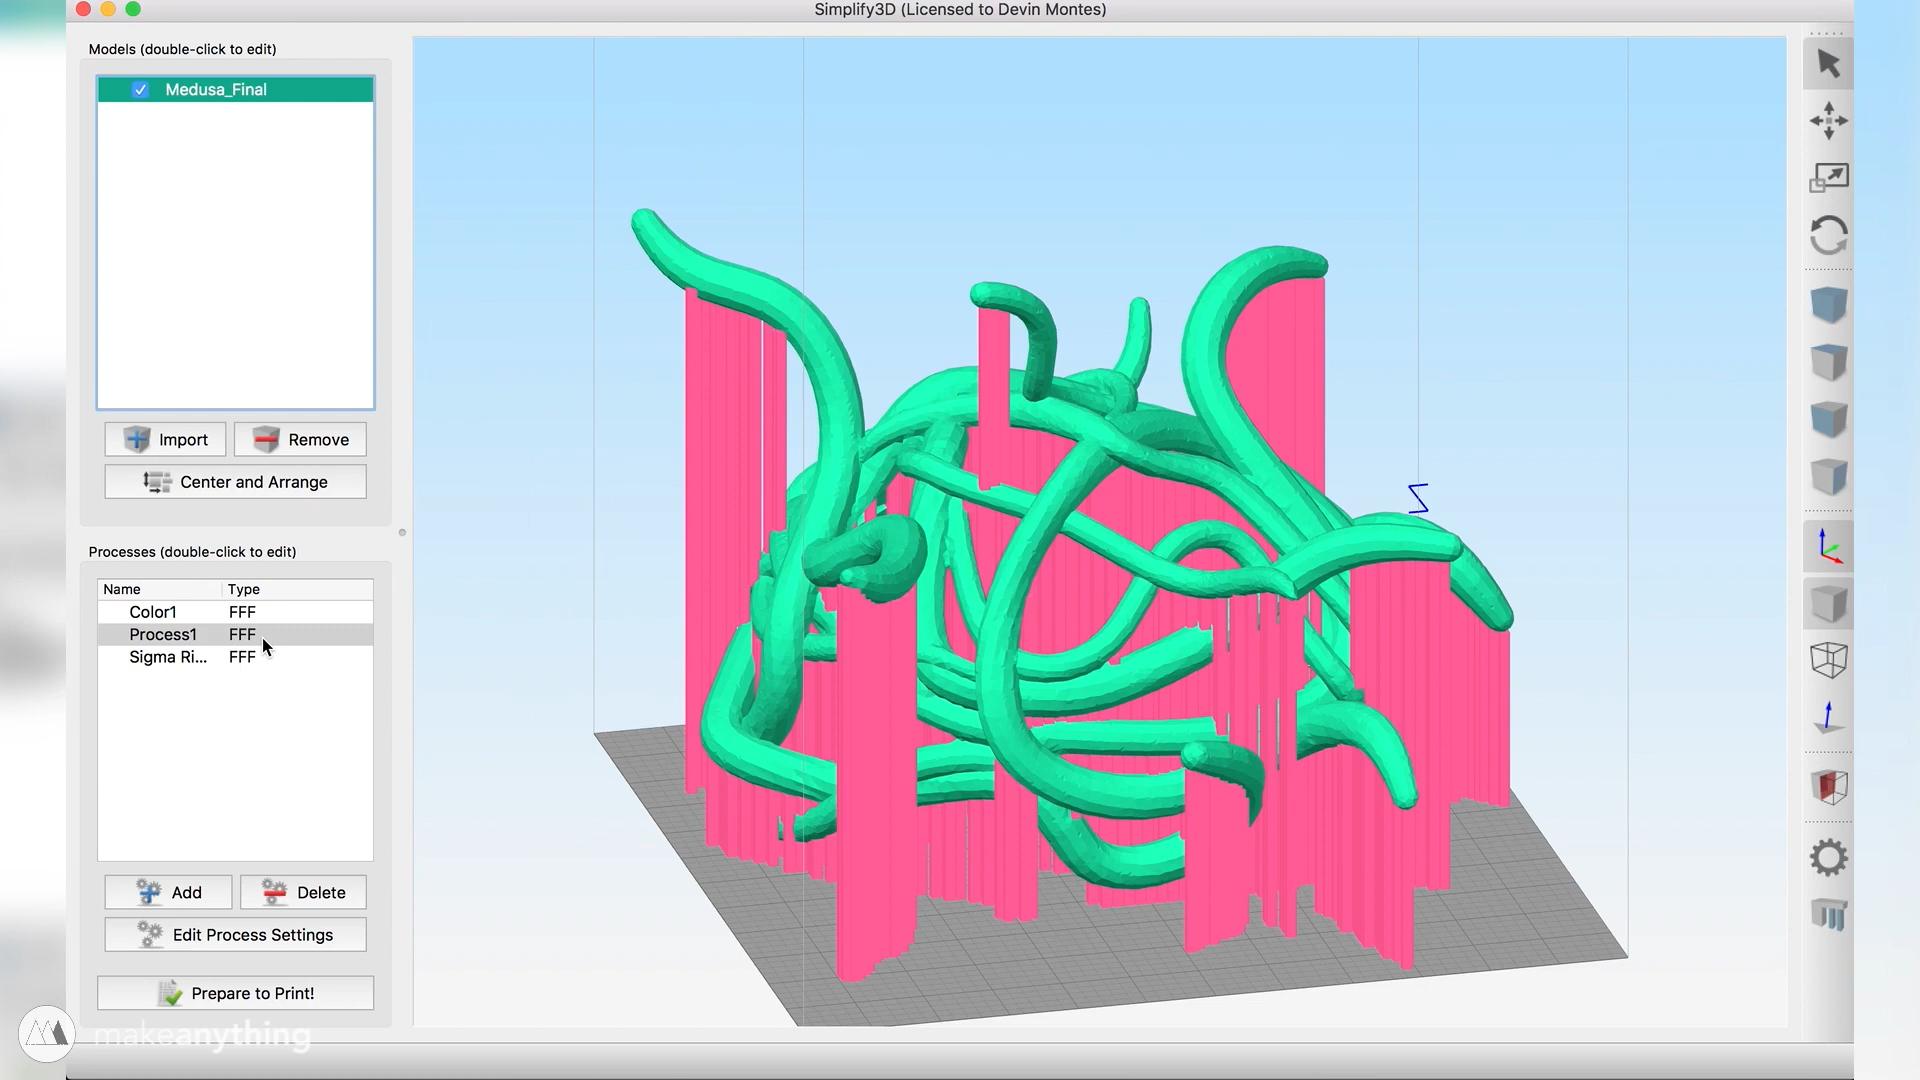 Simplify3D (Licensed to Devin Montes)
Models (double-click to edit)
Medusa_Final
Import
Remove
Center and Arrange
Processes (double-click to edit)
Name Type
Color1 FFF
Process1 FFF
Sigma Ri... FFF
Add
Delete
Edit Process Settings
Prepare to Print!
makeanything